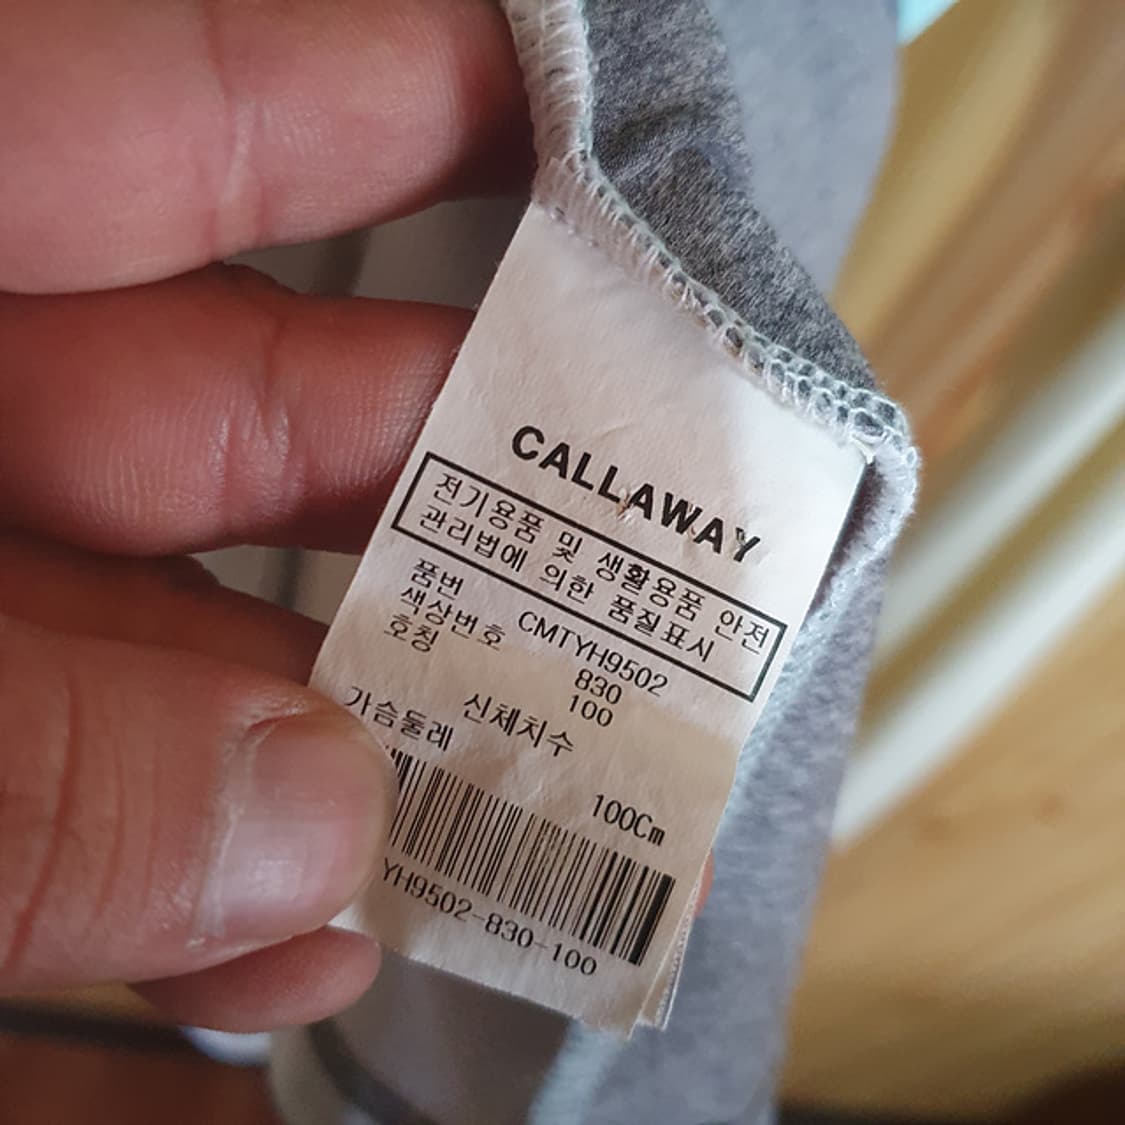 CALLAWAY
전기용품 및 생활용품 안전
관리법에 의한 품질표시
품번 CMTYH9502
색상번호 830
호칭 100
신체치수
가슴둘레 100Cm
YH9502-830-100